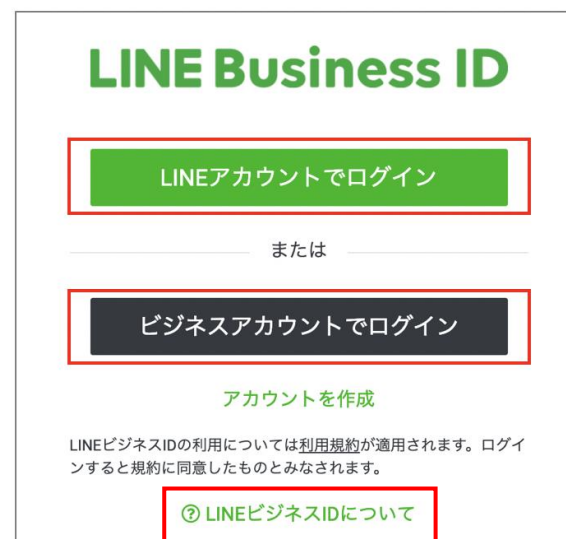 LINE Business ID
LINEアカウントでログイン
または
ビジネスアカウントでログイン
アカウントを作成
LINEビジネスIDの利用については利用規約が適用されます。ログイ
ンすると規約に同意したものとみなされます。
? LINEビジネスIDについて